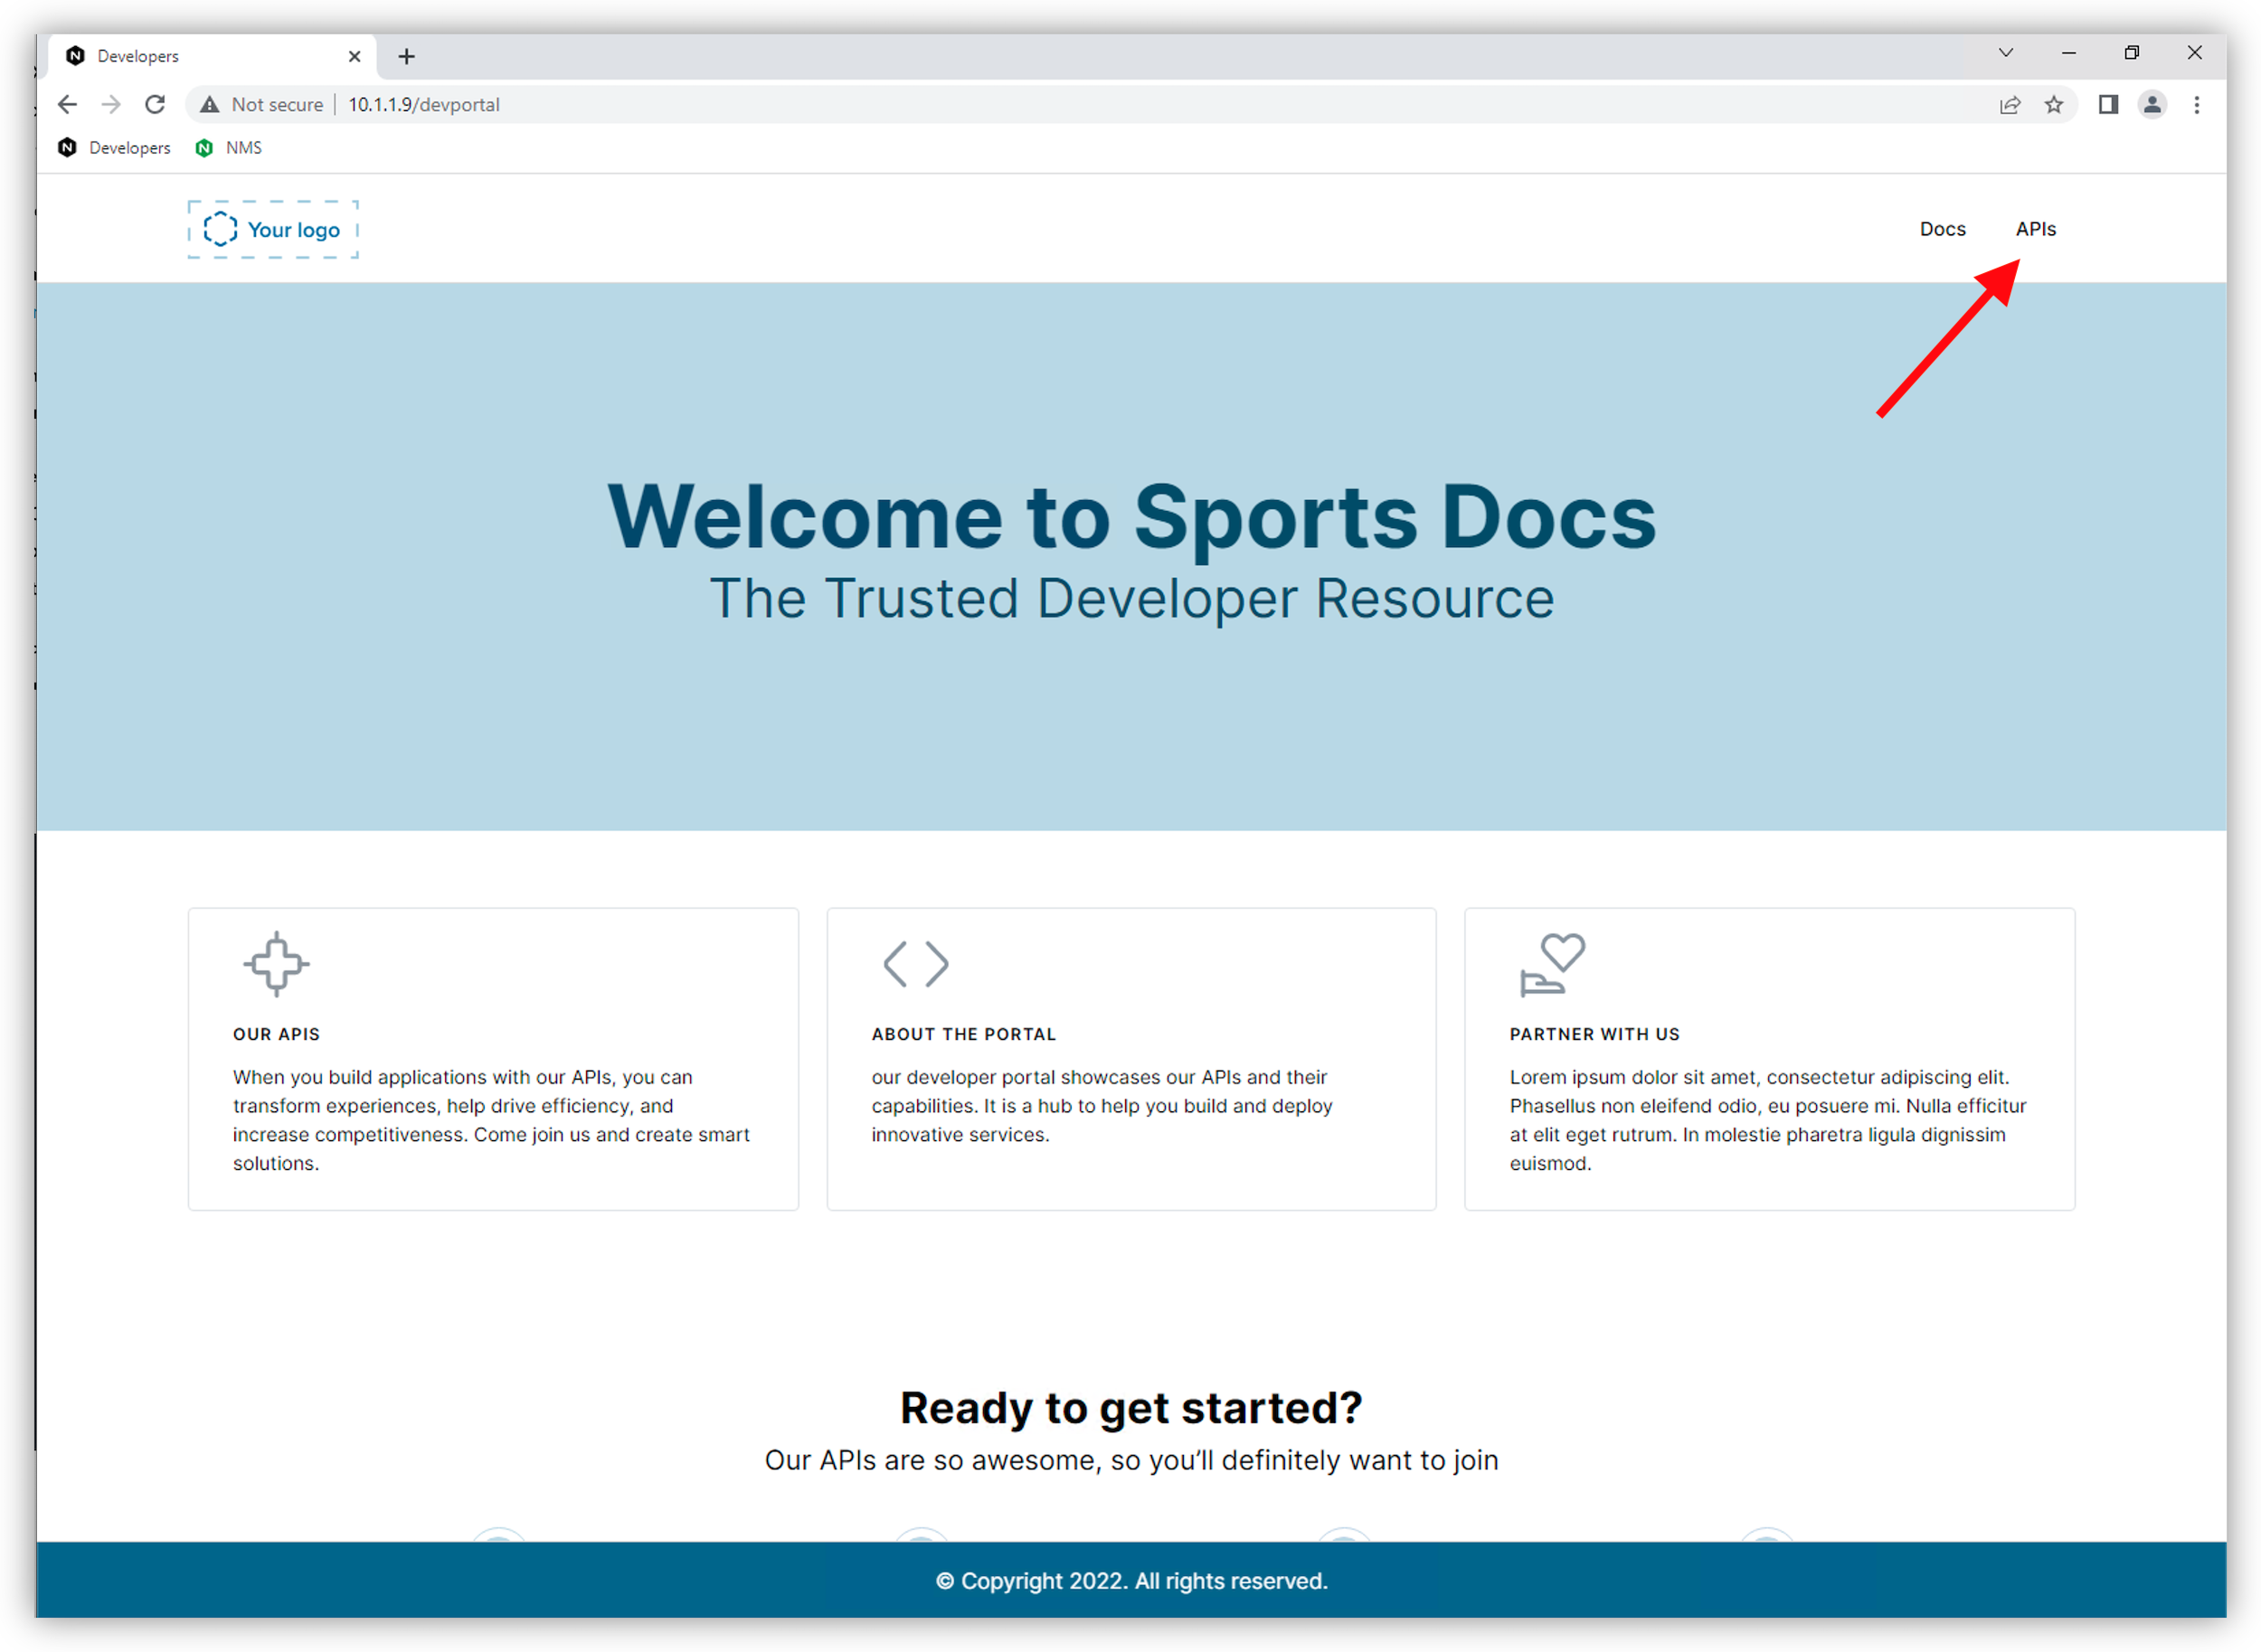 Developers
Not secure | 10.1.1.9/devportal
Developers NMS
Your logo
Docs APIs
Welcome to Sports Docs
The Trusted Developer Resource
OUR APIS
When you build applications with our APIs, you can
transform experiences, help drive efficiency, and
increase competitiveness. Come join us and create smart
solutions.
ABOUT THE PORTAL
our developer portal showcases our APIs and their
capabilities. It is a hub to help you build and deploy
innovative services.
PARTNER WITH US
Lorem ipsum dolor sit amet, consectetur adipiscing elit.
Phasellus non eleifend odio, eu posuere mi. Nulla efficitur
at elit eget rutrum. In molestie pharetra ligula dignissim
euismod.
Ready to get started?
Our APIs are so awesome, so you’ll definitely want to join
© Copyright 2022. All rights reserved.